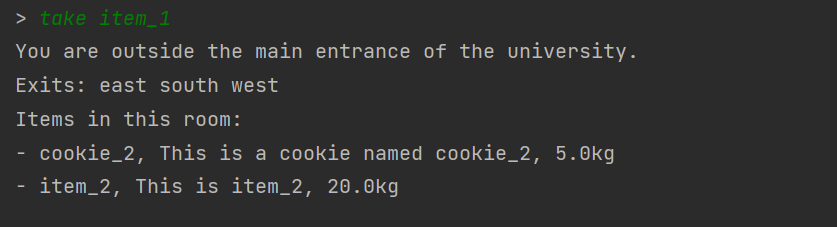 > take item_1
You are outside the main entrance of the university.
Exits: east south west
Items in this room:
- cookie_2, This is a cookie named cookie_2, 5.0kg
- item_2, This is item_2, 20.0kg